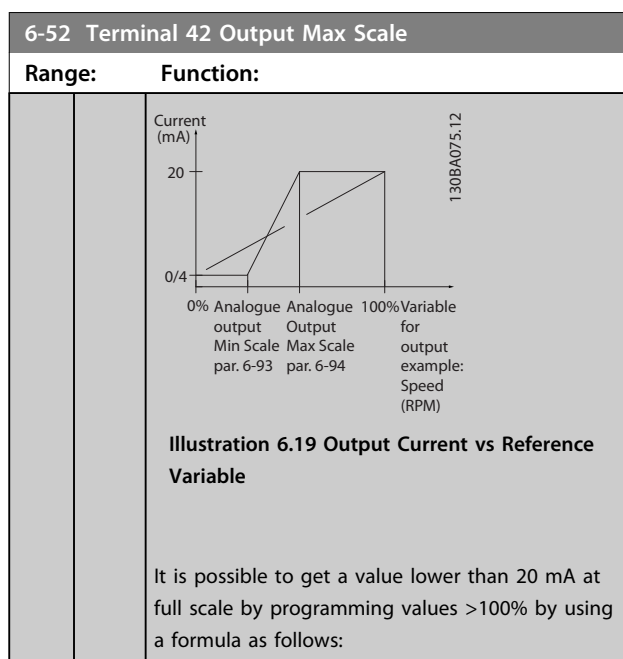 6-52 Terminal 42 Output Max Scale
Range: Function:
Current
(mA)
20
0/4
130BA075.12
0% Analogue Analogue 100% Variable
output Output for
Min Scale Max Scale output
par. 6-93 par. 6-94 example:
Speed
(RPM)
Illustration 6.19 Output Current vs Reference
Variable
It is possible to get a value lower than 20 mA at
full scale by programming values >100% by using
a formula as follows: